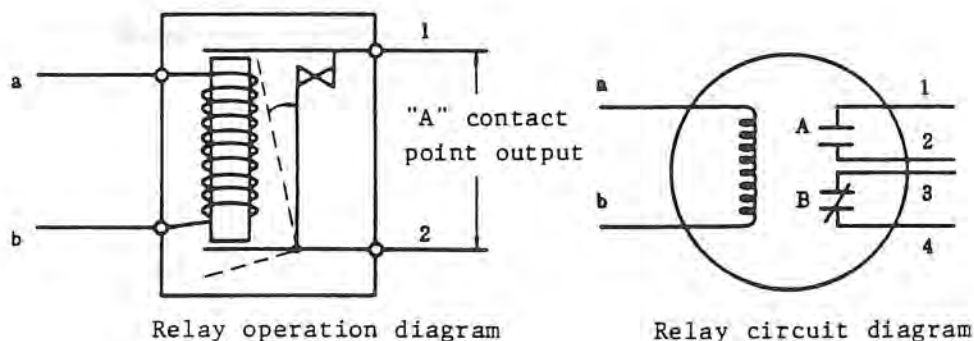 a
b
1
"A" contact
point output
2
Relay operation diagram
a
b
A
B
1
2
3
4
Relay circuit diagram